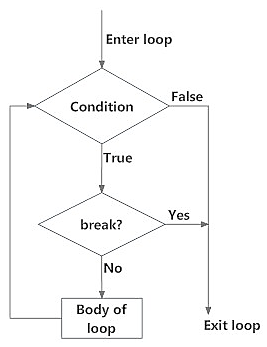 Enter loop
Condition
False
True
break?
Yes
No
Body of
loop
Exit loop